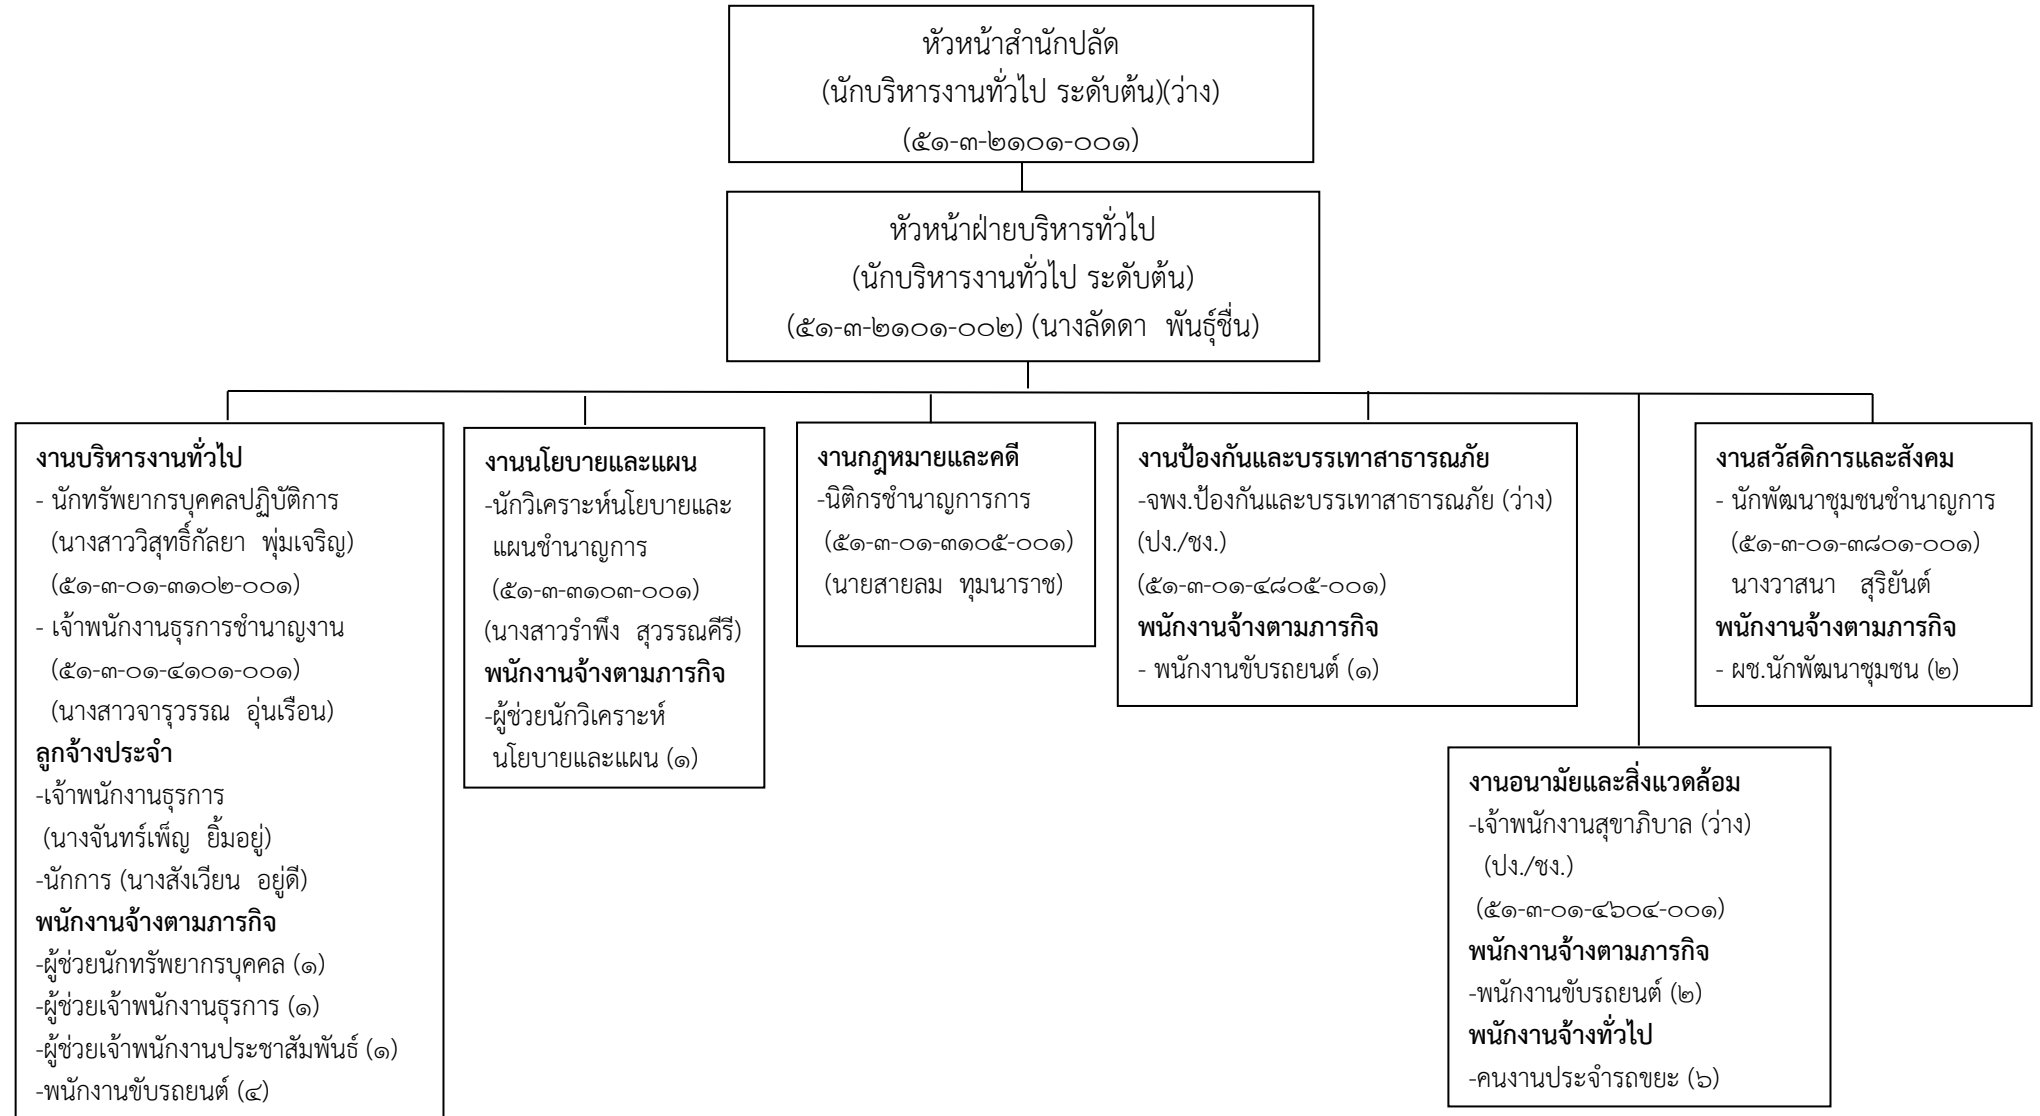 หัวหน้าสำนักปลัด
(นักบริหารงานทั่วไป ระดับต้น)(ว่าง)
(๕๑-๓-๒๑๐๑-๐๐๑)
หัวหน้าฝ่ายบริหารทั่วไป
(นักบริหารงานทั่วไป ระดับต้น)
(๕๑-๓-๒๑๐๑-๐๐๒) (นางลัดดา พันธุ์ชื่น)
งานบริหารงานทั่วไป
- นักทรัพยากรบุคคลปฏิบัติการ
(นางสาววิสุทธิ์กัลยา พุ่มเจริญ)
(๕๑-๓-๐๑-๓๑๐๒-๐๐๑)
- เจ้าพนักงานธุรการชำนาญงาน
(๕๑-๓-๐๑-๔๑๐๑-๐๐๑)
(นางสาวจารุวรรณ อุ่นเรือน)
ลูกจ้างประจำ
-เจ้าพนักงานธุรการ
(นางจันทร์เพ็ญ ยิ้มอยู่)
-นักการ (นางสังเวียน อยู่ดี)
พนักงานจ้างตามภารกิจ
-ผู้ช่วยนักทรัพยากรบุคคล (๑)
-ผู้ช่วยเจ้าพนักงานธุรการ (๑)
-ผู้ช่วยเจ้าพนักงานประชาสัมพันธ์ (๑)
-พนักงานขับรถยนต์ (๔)
งานนโยบายและแผน
-นักวิเคราะห์นโยบายและ
แผนชำนาญการ
(๕๑-๓-๓๑๐๓-๐๐๑)
(นางสาวรำพึง สุวรรณคีรี)
พนักงานจ้างตามภารกิจ
-ผู้ช่วยนักวิเคราะห์
นโยบายและแผน (๑)
งานกฎหมายและคดี
-นิติกรชำนาญการการ
(๕๑-๓-๐๑-๓๑๐๕-๐๐๑)
(นายสายลม ทุมนาราช)
งานป้องกันและบรรเทาสาธารณภัย
-จพง.ป้องกันและบรรเทาสาธารณภัย (ว่าง)
(ปง./ชง.)
(๕๑-๓-๐๑-๔๘๐๕-๐๐๑)
พนักงานจ้างตามภารกิจ
- พนักงานขับรถยนต์ (๑)
งานสวัสดิการและสังคม
- นักพัฒนาชุมชนชำนาญการ
(๕๑-๓-๐๑-๓๘๐๑-๐๐๑)
นางวาสนา สุริยันต์
พนักงานจ้างตามภารกิจ
- ผช.นักพัฒนาชุมชน (๒)
งานอนามัยและสิ่งแวดล้อม
-เจ้าพนักงานสุขาภิบาล (ว่าง)
(ปง./ชง.)
(๕๑-๓-๐๑-๔๖๐๔-๐๐๑)
พนักงานจ้างตามภารกิจ
-พนักงานขับรถยนต์ (๒)
พนักงานจ้างทั่วไป
-คนงานประจำรถขยะ (๖)